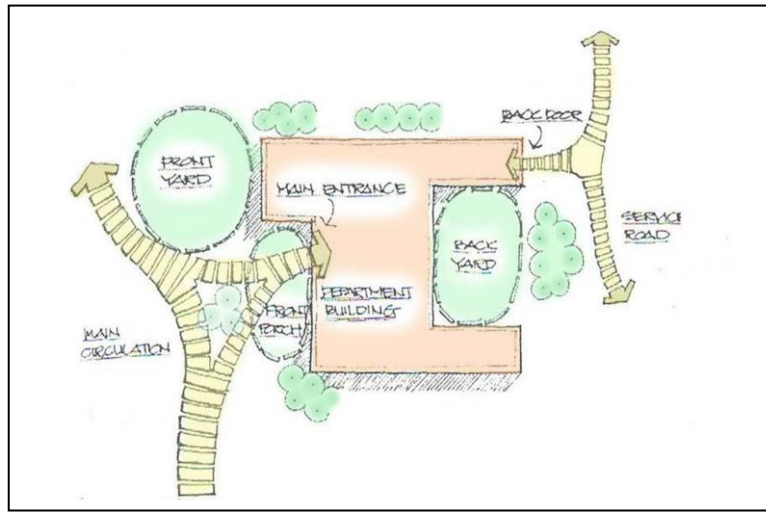 BACK DOOR
FRONT
YARD
MAIN ENTRANCE
SERVICE
ROAD
BACK
YARD
DEPARTMENT
BUILDING
FRONT
PORCH
MAIN
CIRCULATION